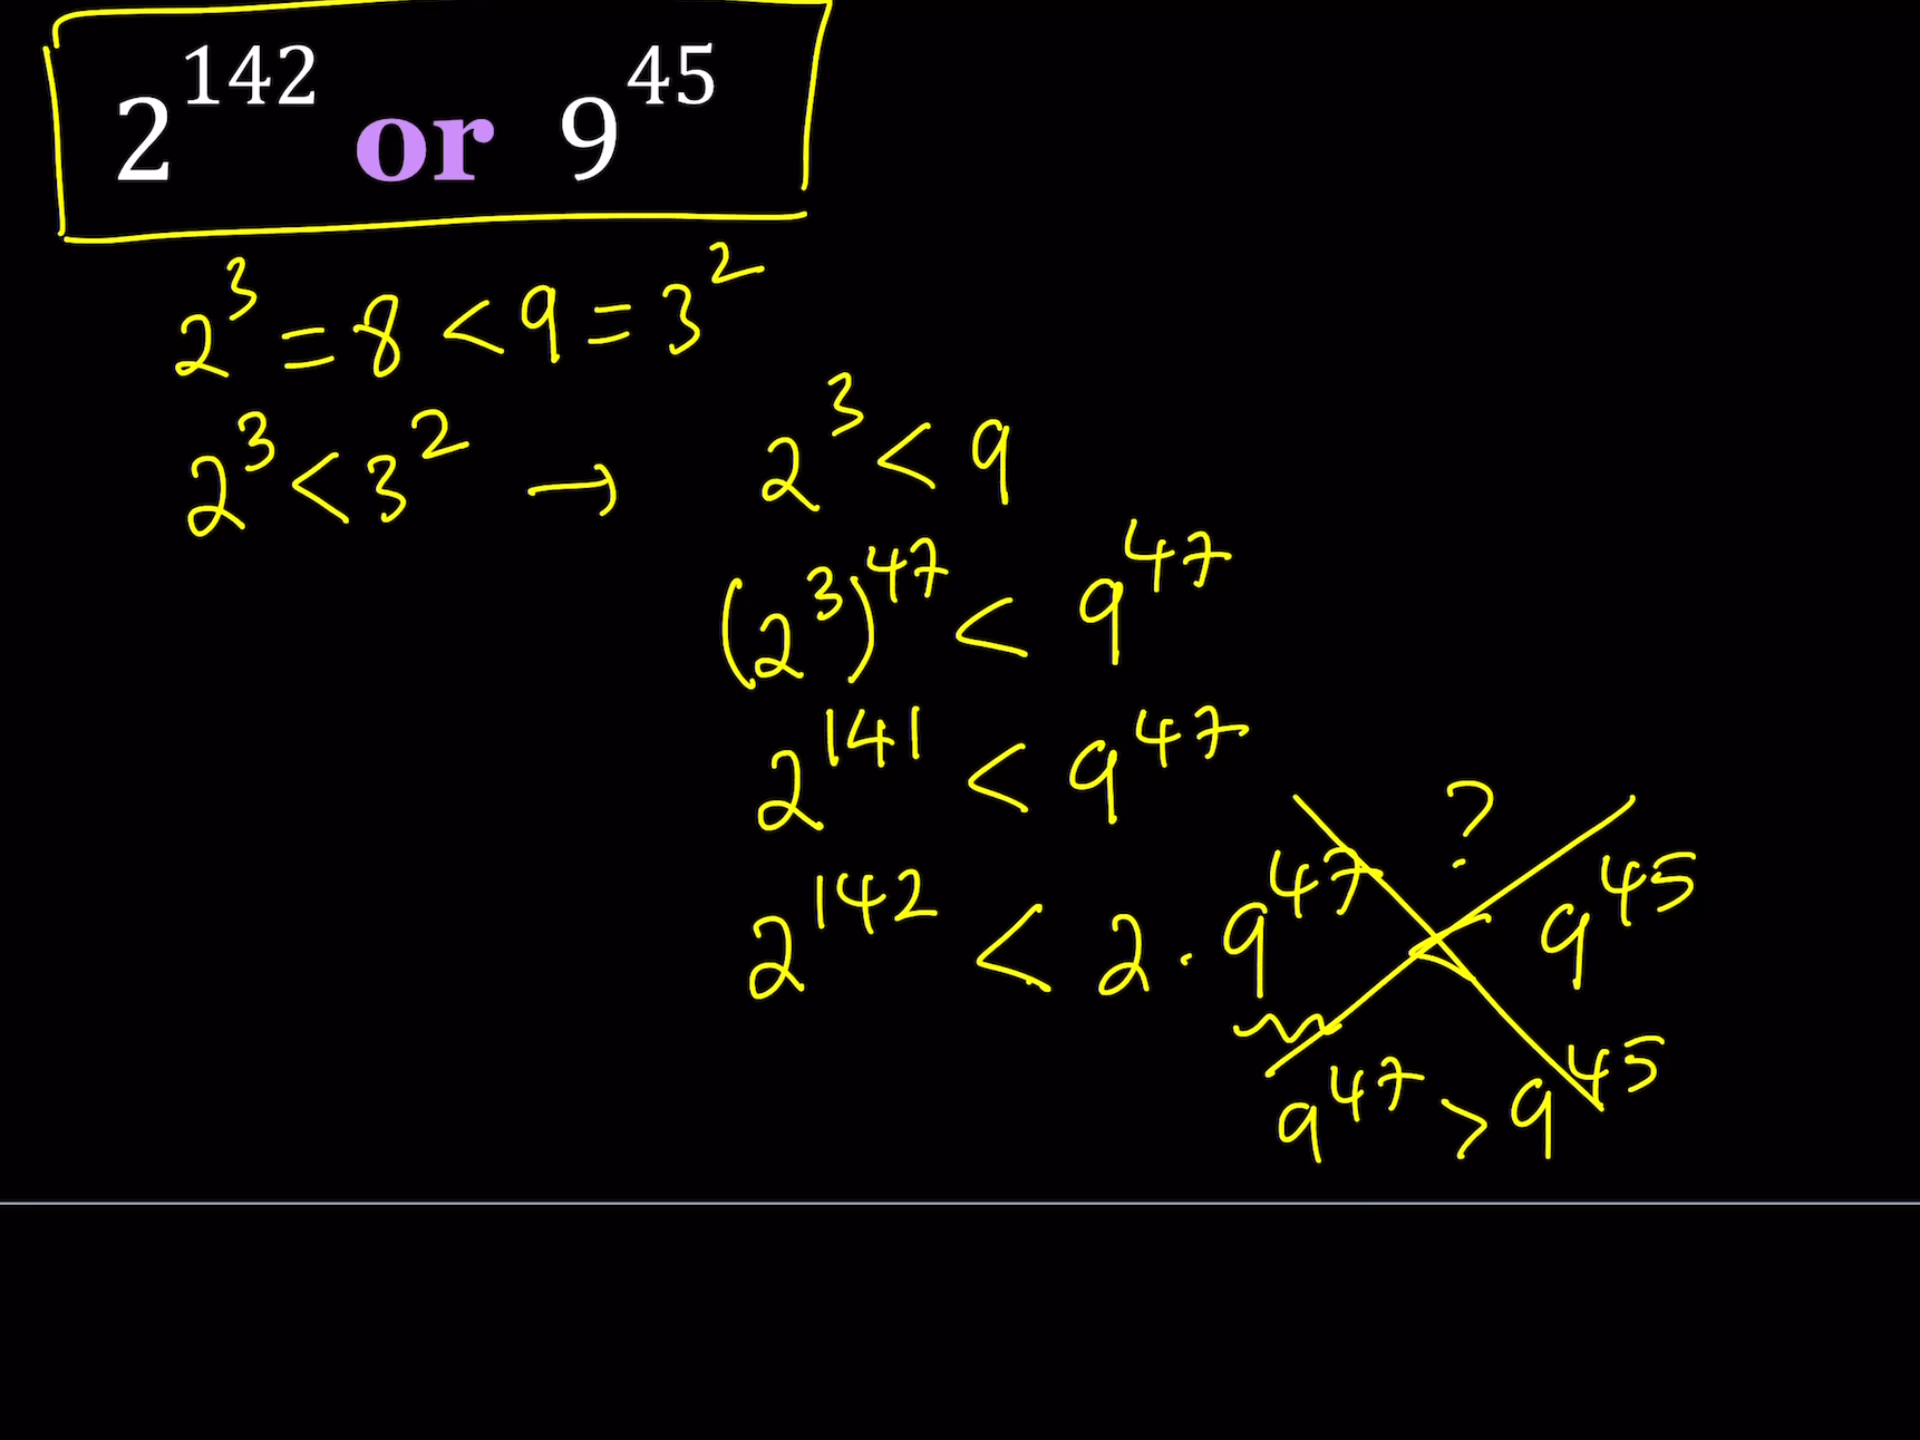 2^142 or 9^45
2^3 = 8 < 9 = 3^2
2^3 < 3^2 → 2^3 < 9
(2^3)^47 < 9^47
2^141 < 9^47
?
2^142 < 2 · 9^47 < 9^45
9^47 > 9^45